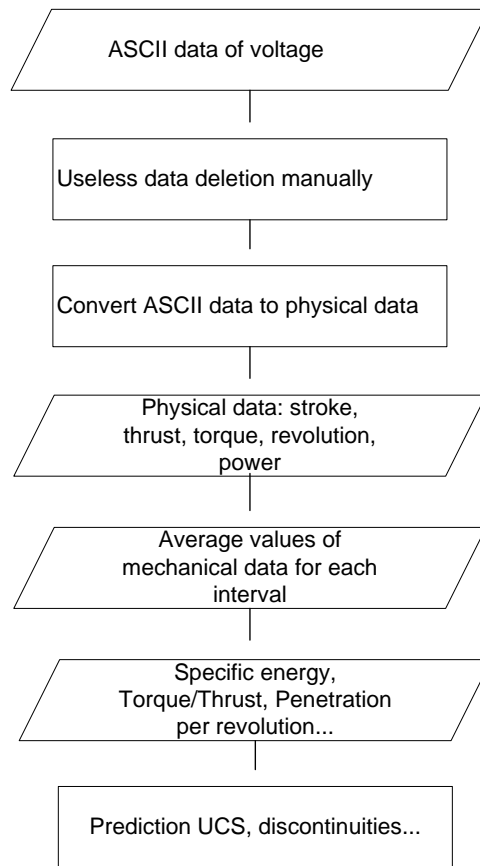 ASCII data of voltage
Useless data deletion manually
Convert ASCII data to physical data
Physical data: stroke,
thrust, torque, revolution,
power
Average values of
mechanical data for each
interval
Specific energy,
Torque/Thrust, Penetration
per revolution...
Prediction UCS, discontinuities...